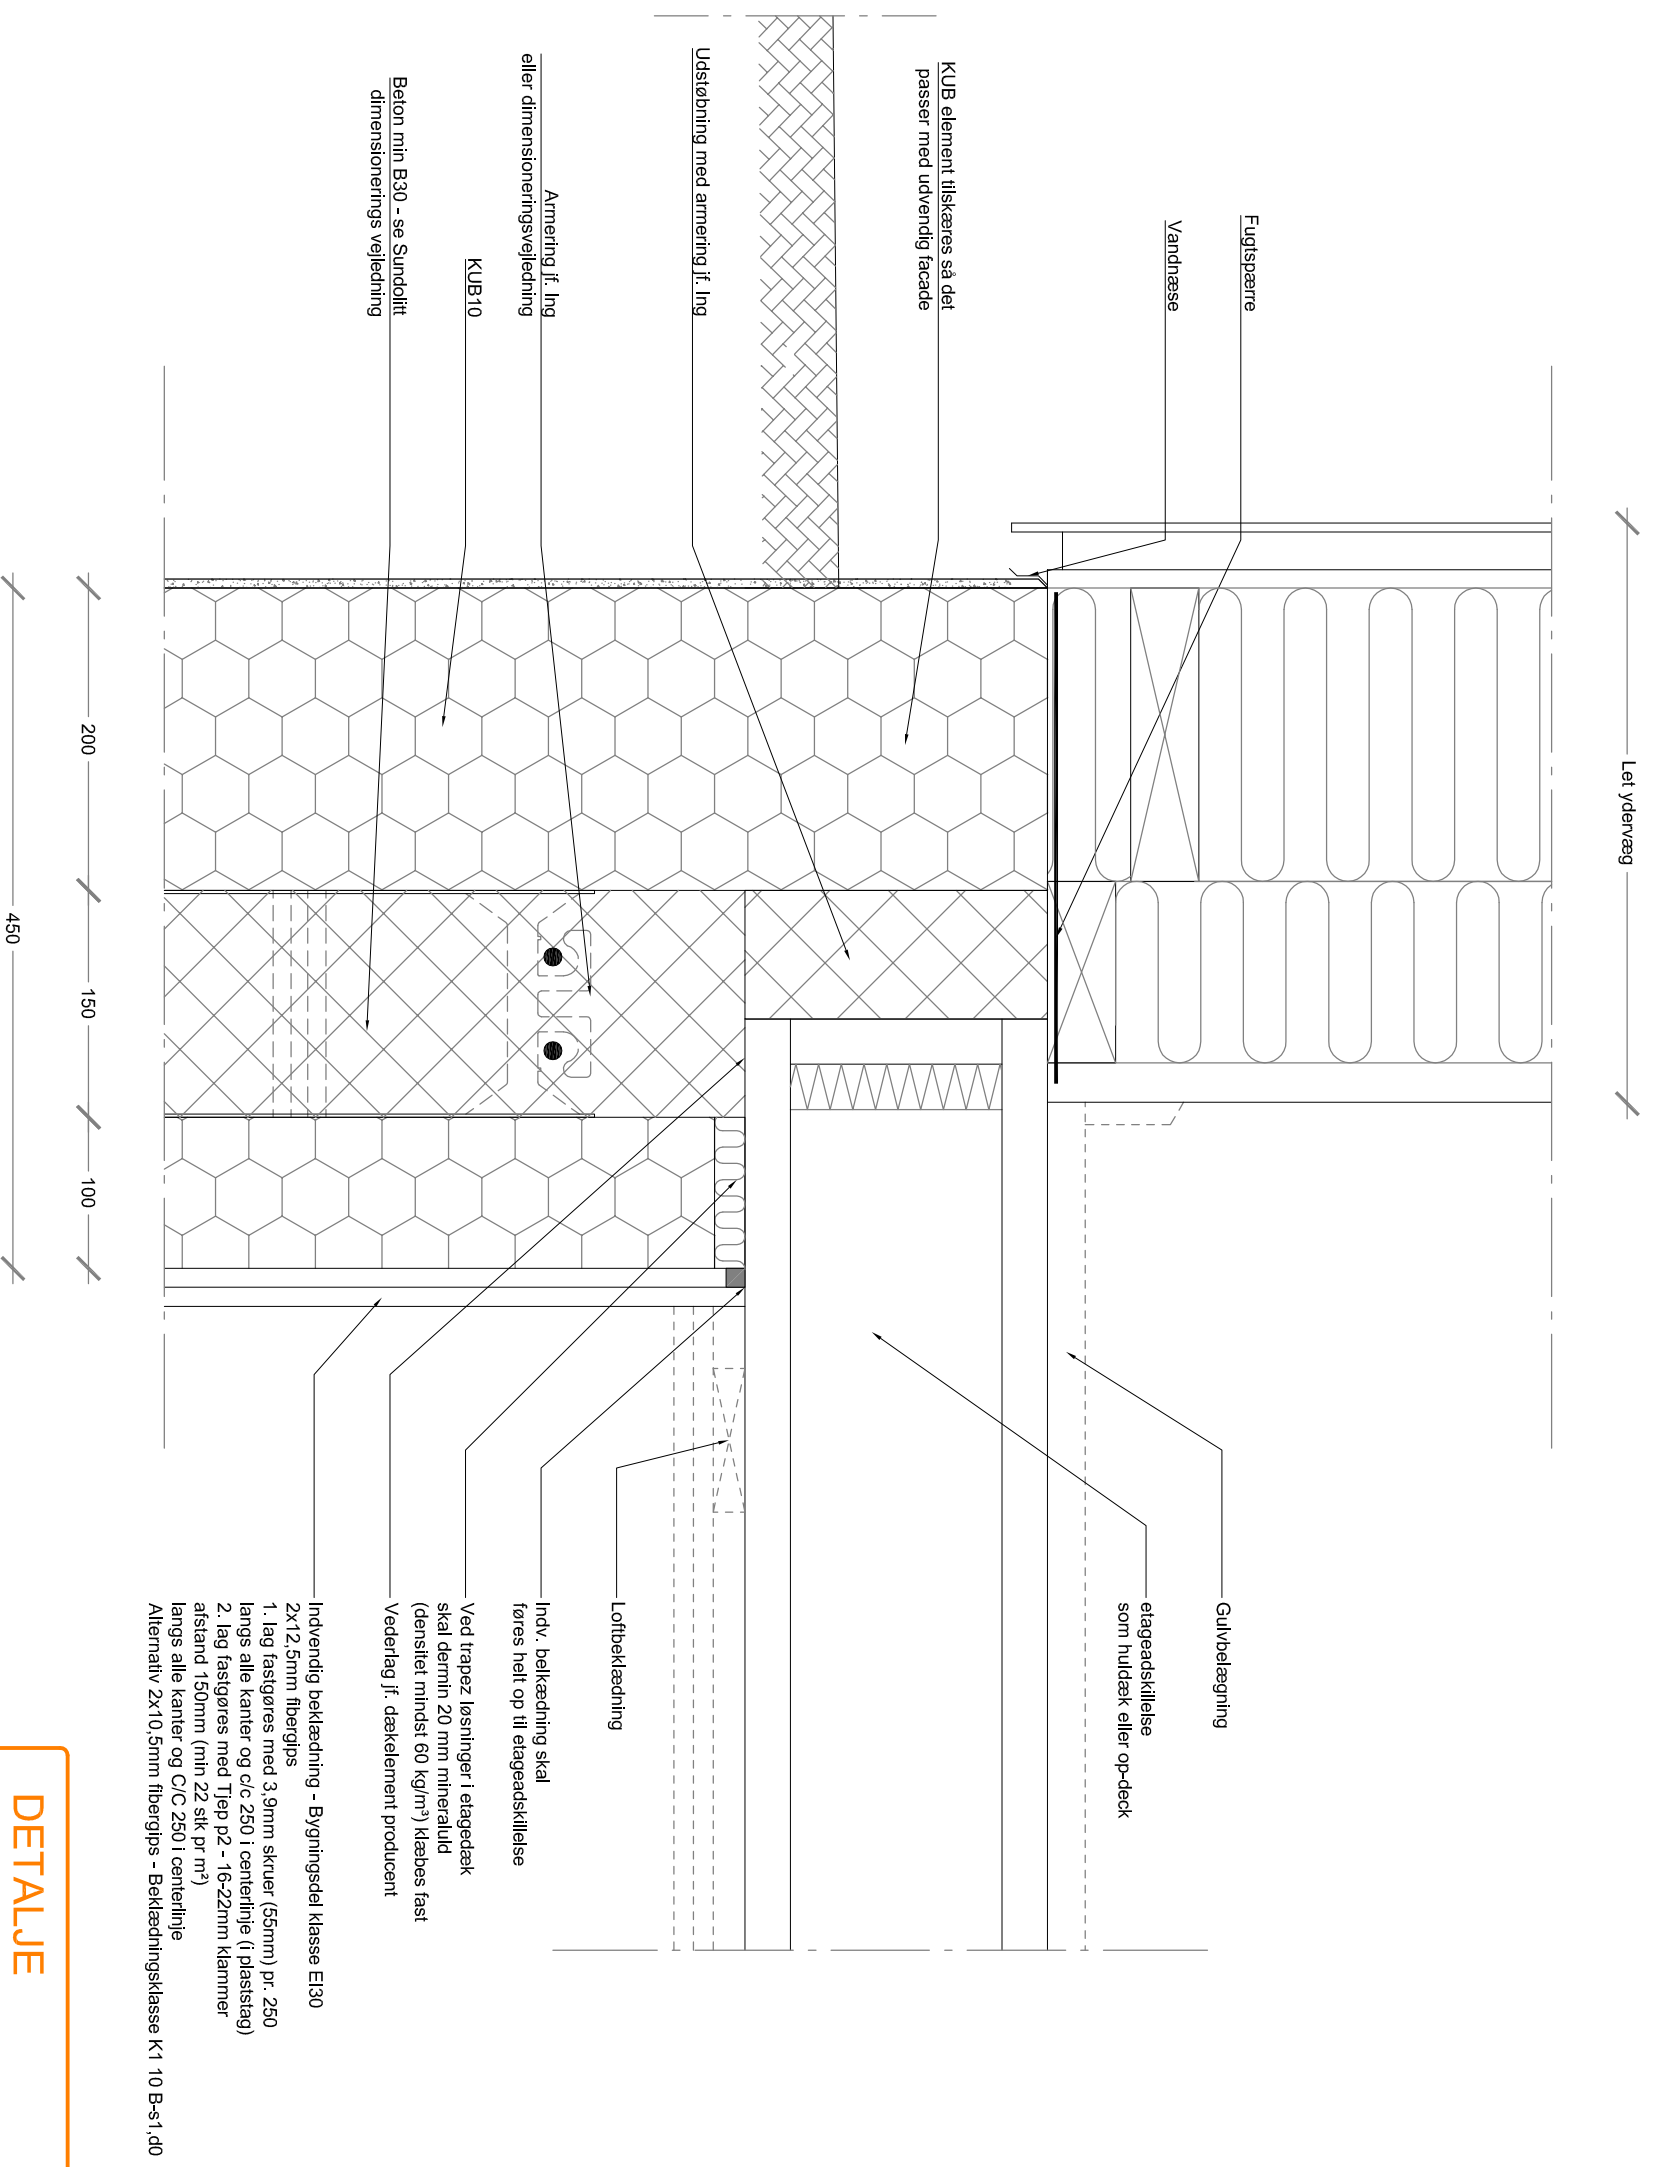 Let ydervæg
Fugtspærre
Vandnæse
KUB element tilskæres så det
passer med udvendig facade
Udstøbning med armering jf. Ing
Armering jf. Ing
eller dimensioneringsvejledning
KUB10
Beton min B30 - se Sundolitt
dimensionerings vejledning
Gulvbelægning
etageadskillelse
som huldæk eller op-deck
Loftbeklædning
Indv. belkædning skal
føres helt op til etageadskillelse
Ved trapez løsninger i etagedæk
skal dermin 20 mm mineraluld
(densitet mindst 60 kg/m³) klæbes fast
Vederlag jf. dækelement producent
Indvendig beklædning - Bygningsdel klasse EI30
2x12,5mm fibergips
1. lag fastgøres med 3,9mm skruer (55mm) pr. 250
langs alle kanter og c/c 250 i centerlinje (i plaststag)
2. lag fastgøres med Tjep p2 - 16-22mm klammer
afstand 150mm (min 22 stk pr m²)
langs alle kanter og C/C 250 i centerlinje
Alternativ 2x10,5mm fibergips - Beklædningsklasse K1 10 B-s1,d0
200
150
100
450
DETALJE